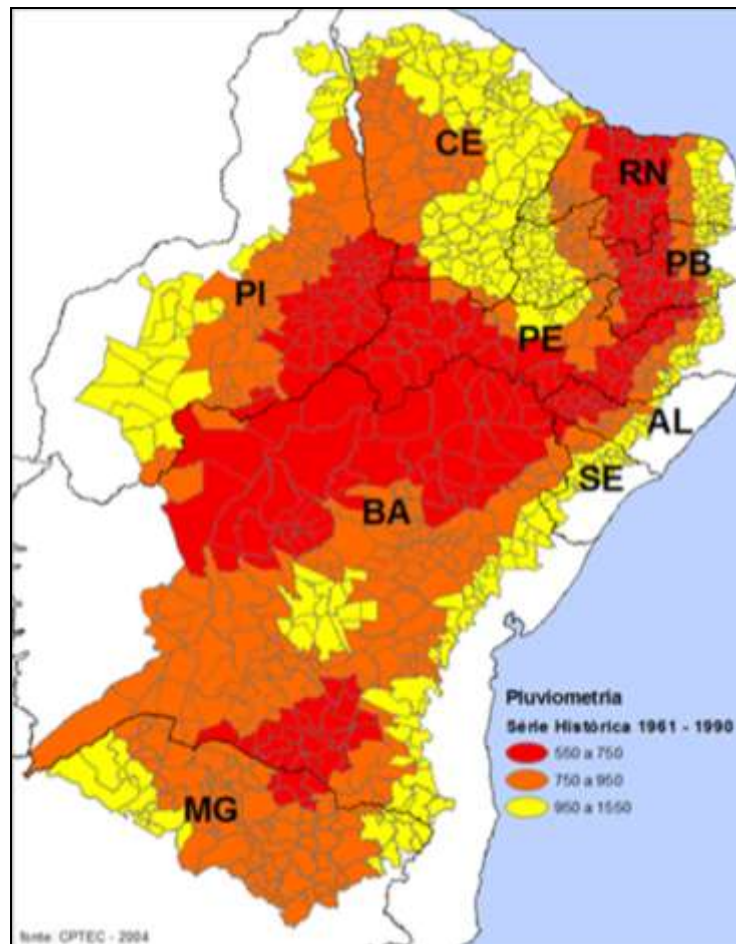 CE
RN
PB
PI
PE
AL
SE
BA
MG
Pluviometria
Série Histórica 1961 - 1990
550 a 750
750 a 950
950 a 1550
fonte: CPTEC - 2004